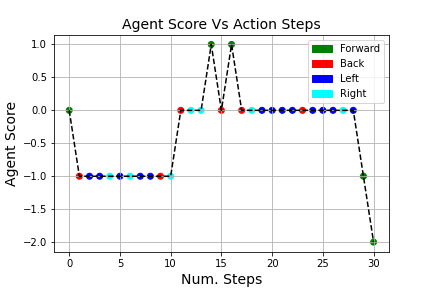 Agent Score Vs Action Steps
Agent Score
1.0
0.5
0.0
−0.5
−1.0
−1.5
−2.0
Forward
Back
Left
Right
0 5 10 15 20 25 30
Num. Steps